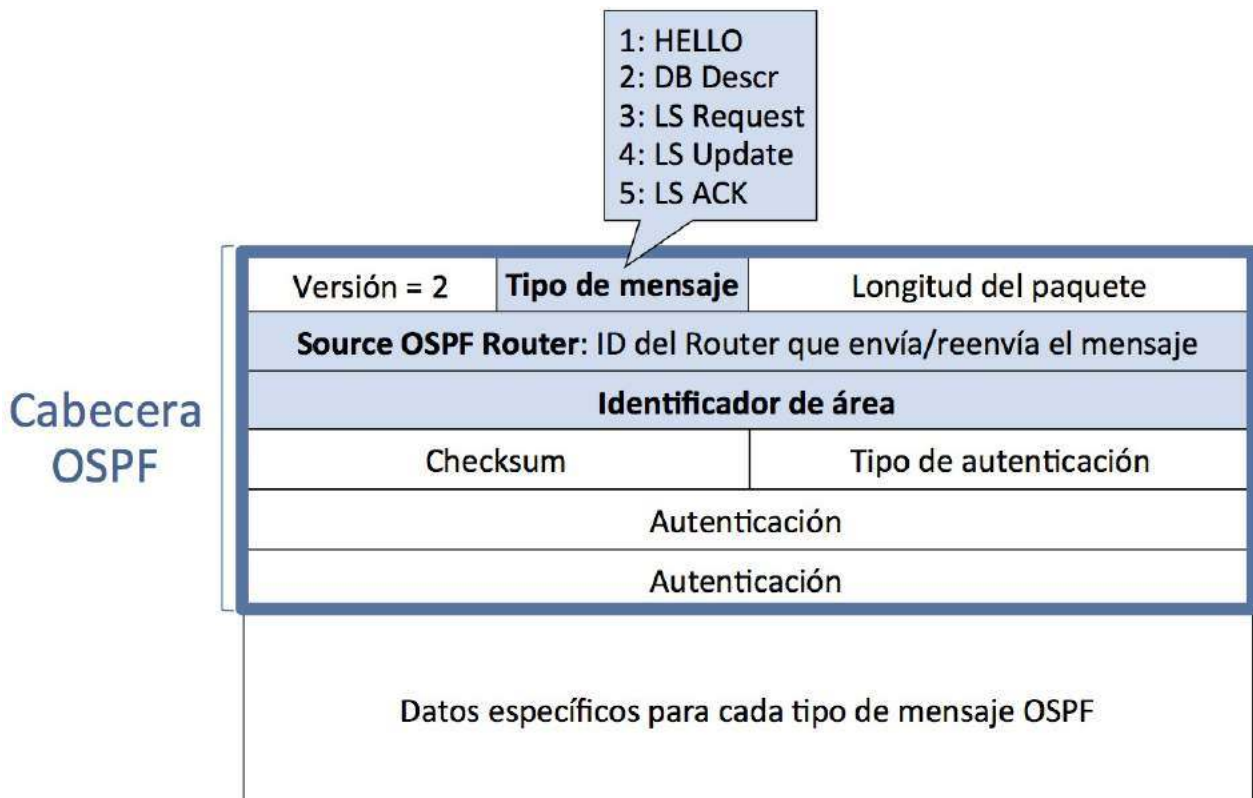 1: HELLO
2: DB Descr
3: LS Request
4: LS Update
5: LS ACK
Cabecera
OSPF
Versión = 2
Tipo de mensaje
Longitud del paquete
Source OSPF Router: ID del Router que envía/reenvía el mensaje
Identificador de área
Checksum
Tipo de autenticación
Autenticación
Autenticación
Datos específicos para cada tipo de mensaje OSPF